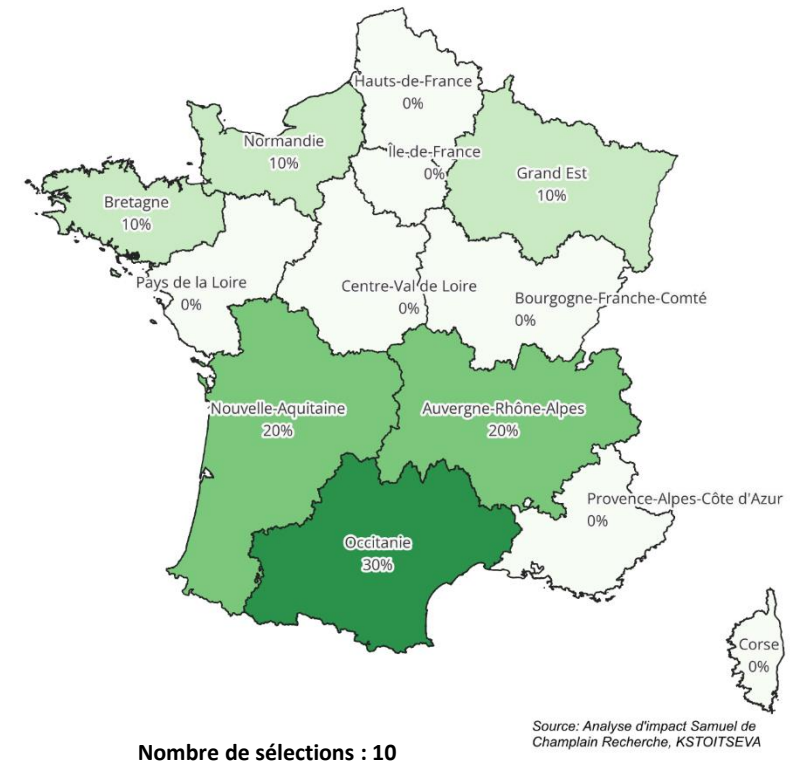 Hauts-de-France
0%
Normandie
10%
Île-de-France
0%
Grand Est
10%
Bretagne
10%
Pays de la Loire
0%
Centre-Val de Loire
0%
Bourgogne-Franche-Comté
0%
Nouvelle-Aquitaine
20%
Auvergne-Rhône-Alpes
20%
Provence-Alpes-Côte d'Azur
0%
Occitanie
30%
Corse
0%
Source: Analyse d'impact Samuel de
Champlain Recherche, KSTOITSEVA
Nombre de sélections : 10